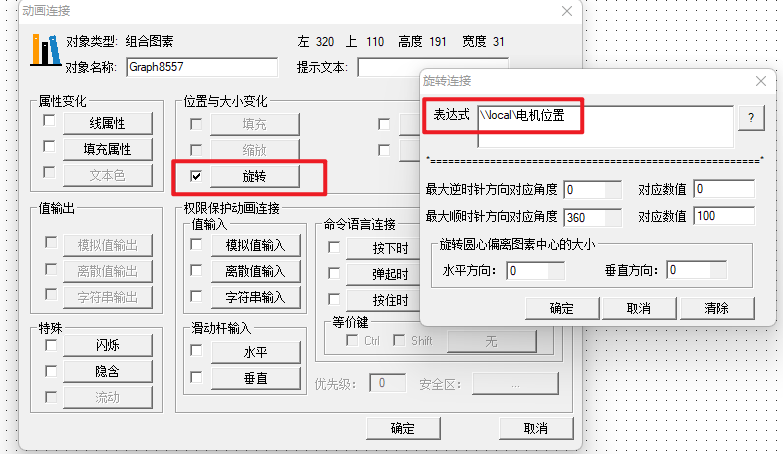 动画连接
对象类型: 组合图素 左 320 上 110 高度 191 宽度 31
对象名称: Graph8557 提示文本:
属性变化
线属性
填充属性
文本色
位置与大小变化
填充
缩放
旋转
值输出
模拟值输出
离散值输出
字符串输出
权限保护动画连接
值输入
模拟值输入
离散值输入
字符串输入
命令语言连接
按下时
弹起时
按住时
特殊
闪烁
隐含
流动
滑动杆输入
水平
垂直
等价键
Ctrl Shift 无
优先级: 0 安全区: ...
确定 取消
旋转连接
表达式 \\local\电机位置 ?
最大逆时针方向对应角度 0 对应数值 0
最大顺时针方向对应角度 360 对应数值 100
旋转圆心偏离图素中心的大小
水平方向: 0 垂直方向: 0
确定 取消 清除